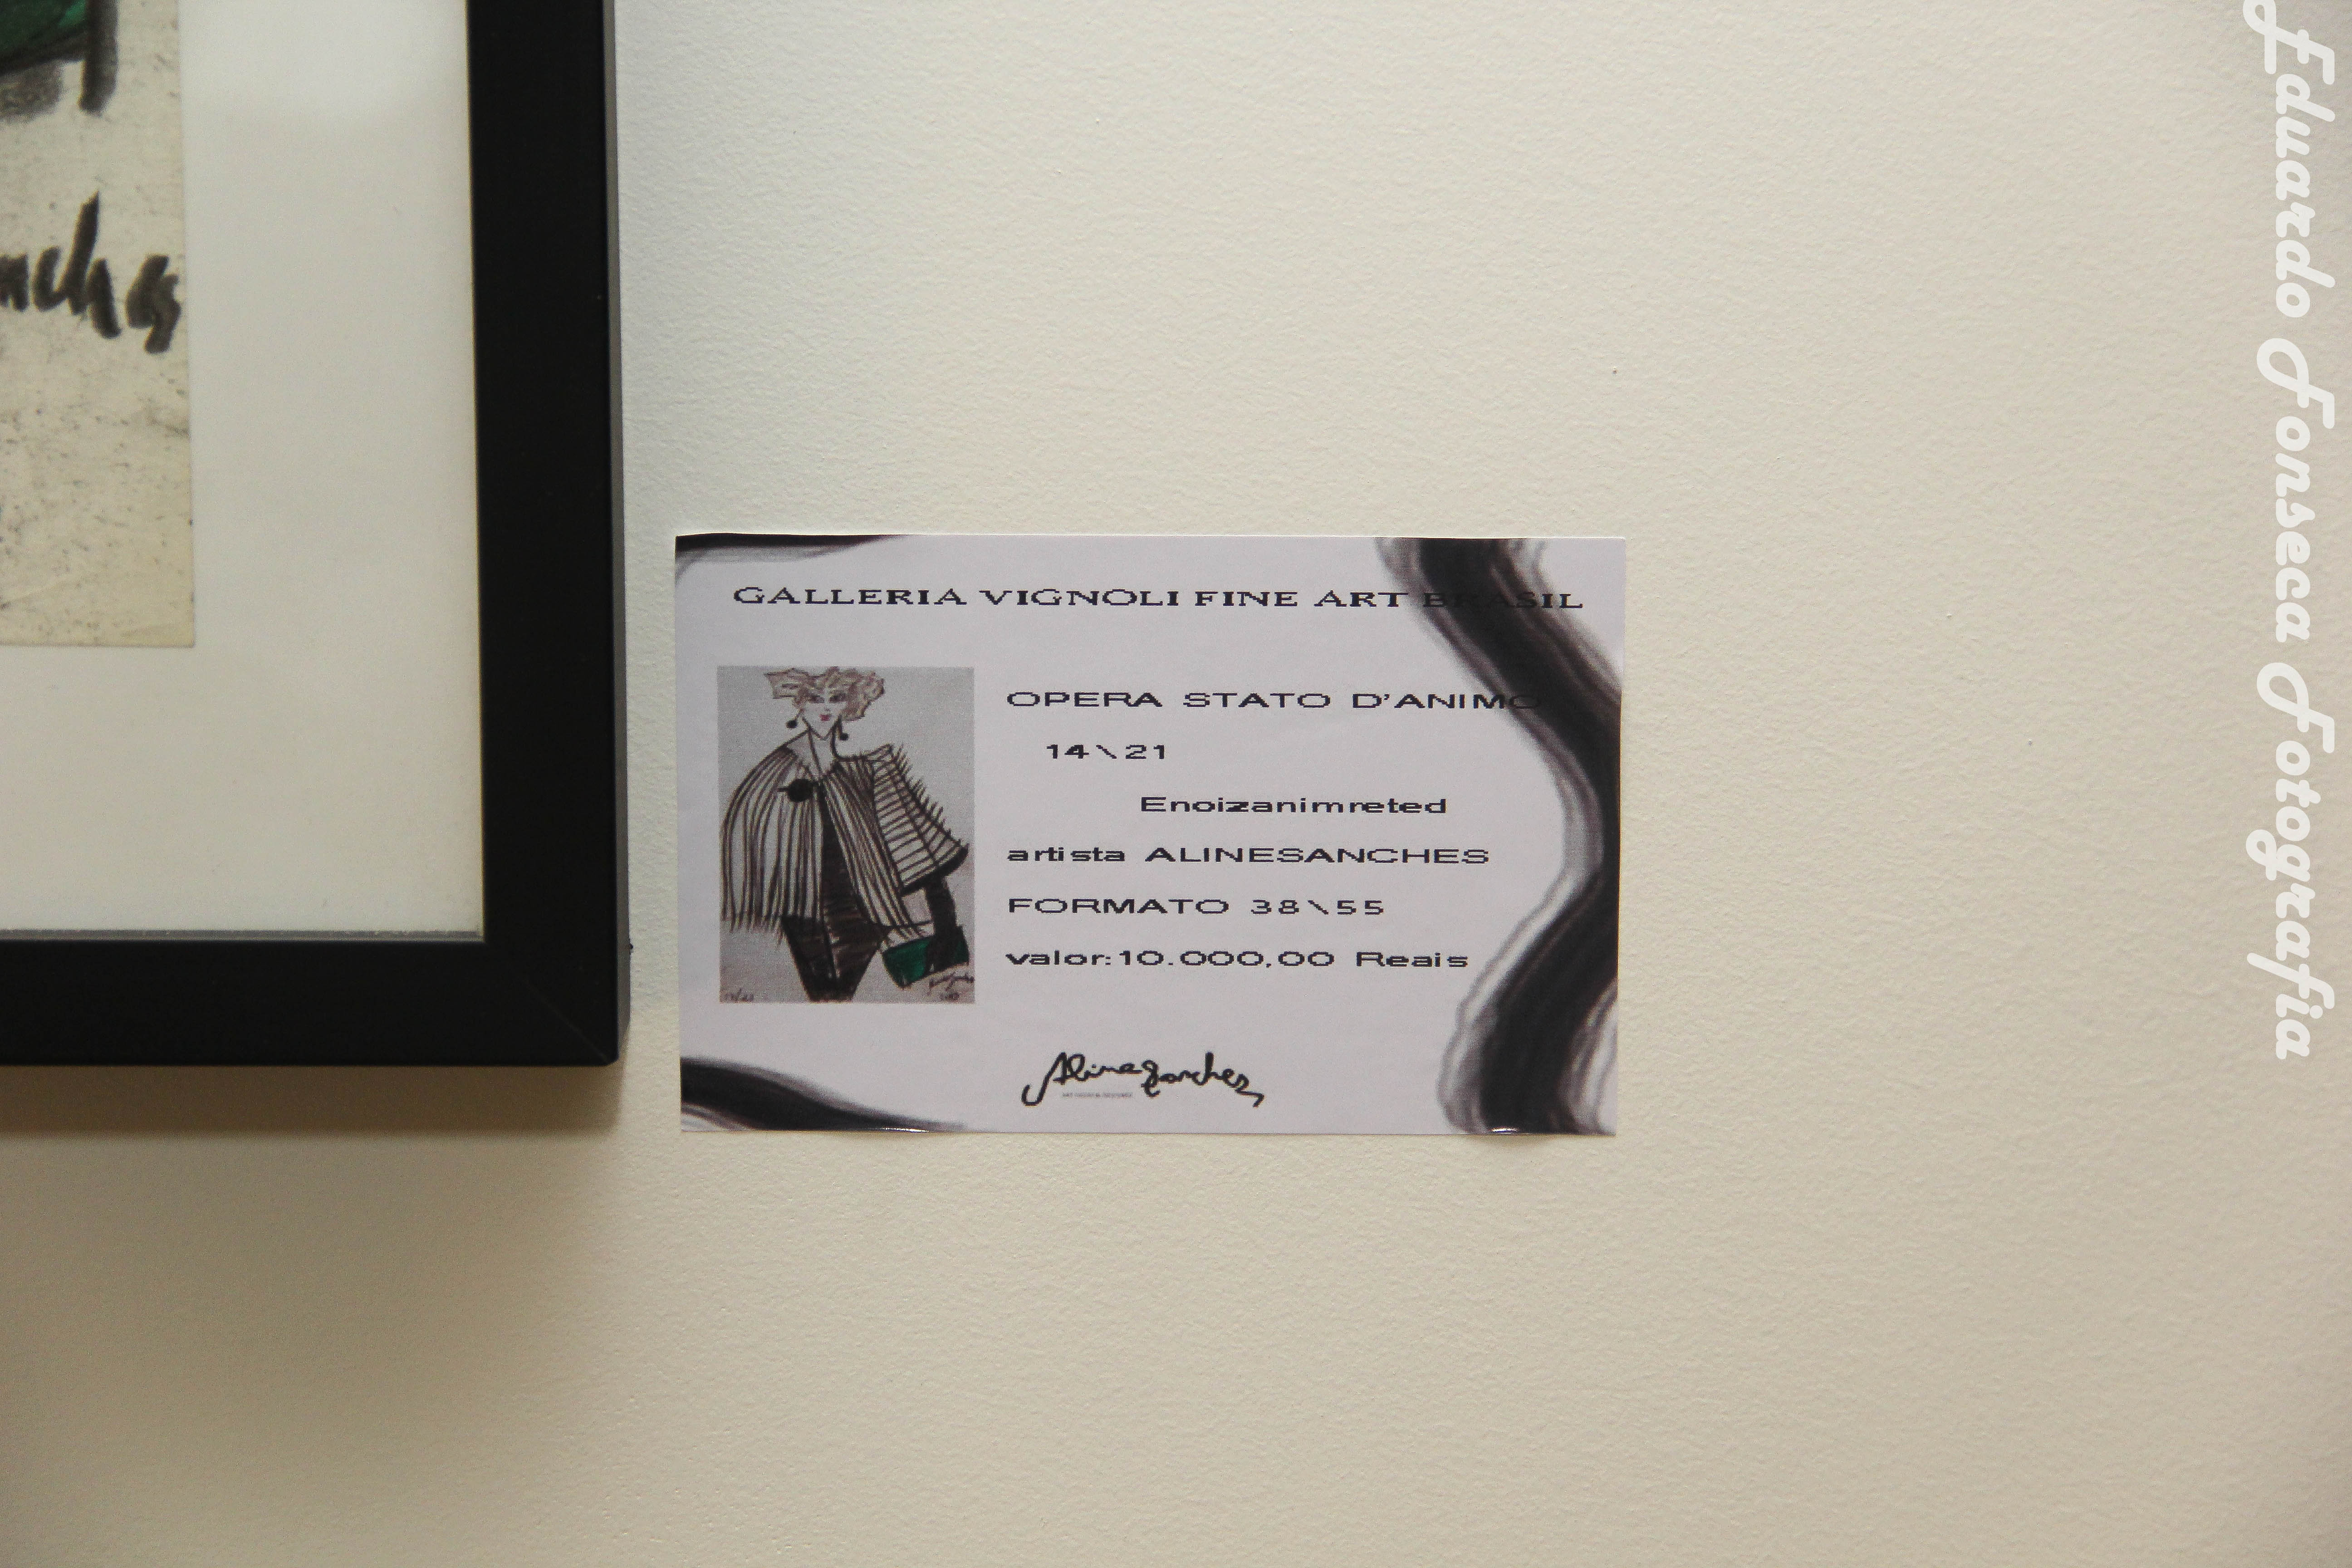 nches
GALLERIA VIGNOLI FINE ART BRASIL
OPERA STATO D'ANIMO
14\21
Enoizanimreted
artista ALINESANCHES
FORMATO 38\55
valor:10.000,00 Reais
Alinesanches
Eduardo Fonseca Fotografia